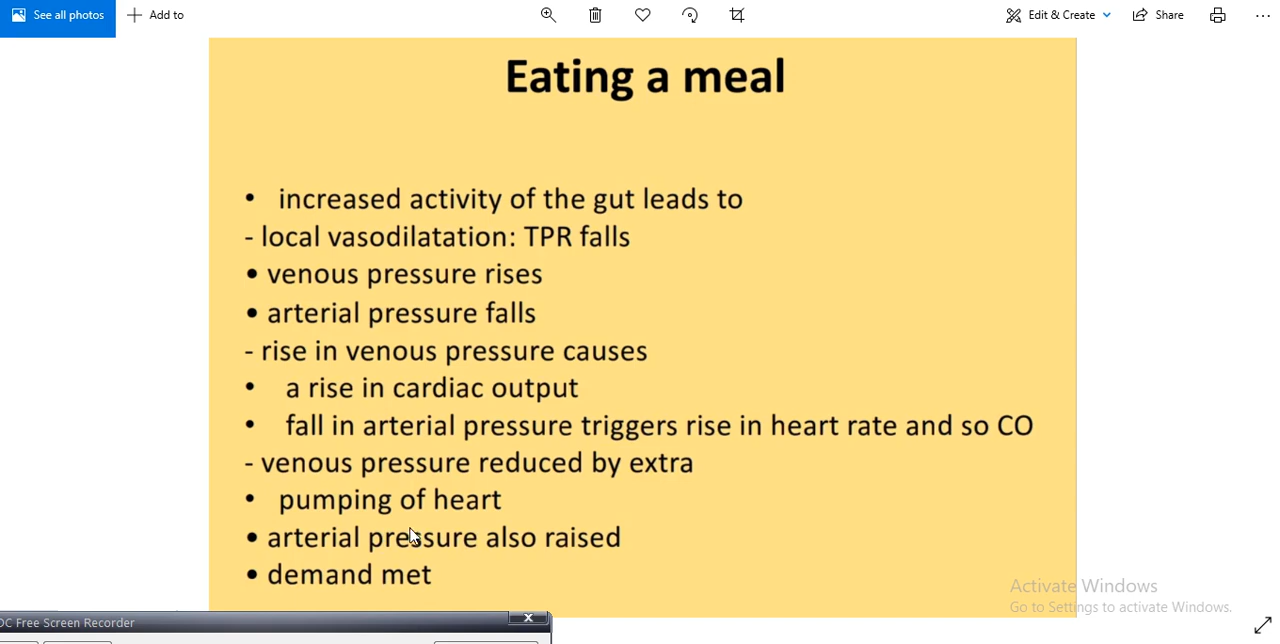 See all photos
Add to
Edit & Create
Share
Eating a meal
• increased activity of the gut leads to
- local vasodilatation: TPR falls
• venous pressure rises
• arterial pressure falls
- rise in venous pressure causes
• a rise in cardiac output
• fall in arterial pressure triggers rise in heart rate and so CO
- venous pressure reduced by extra
• pumping of heart
• arterial pressure also raised
• demand met
Activate Windows
Go to Settings to activate Windows.
Free Screen Recorder